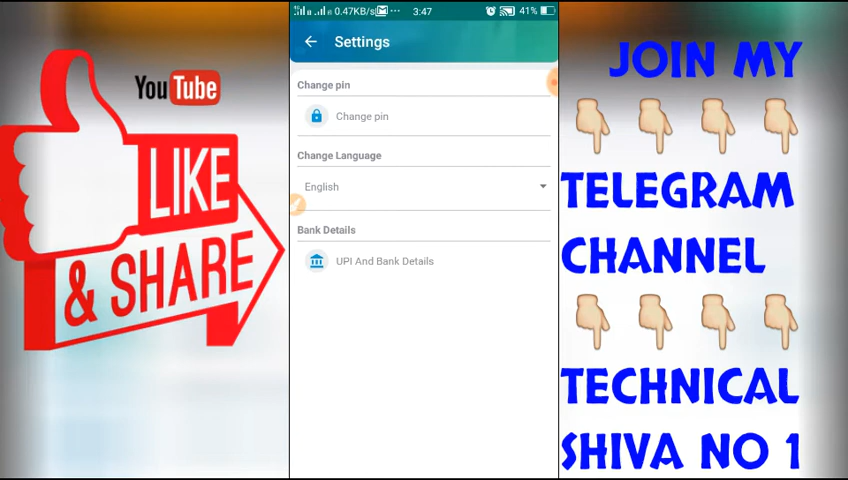 YouTube
LIKE
& SHARE
0.47KB/s
3:47
41%
Settings
Change pin
Change pin
Change Language
English
Bank Details
UPI And Bank Details
JOIN MY
TELEGRAM
CHANNEL
TECHNICAL
SHIVA NO 1